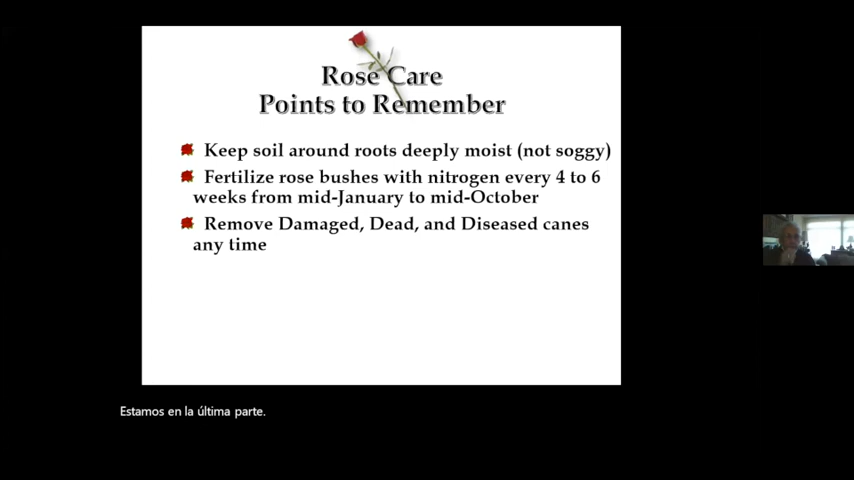 Rose Care
Points to Remember
Keep soil around roots deeply moist (not soggy)
Fertilize rose bushes with nitrogen every 4 to 6
weeks from mid-January to mid-October
Remove Damaged, Dead, and Diseased canes
any time
Estamos en la última parte.